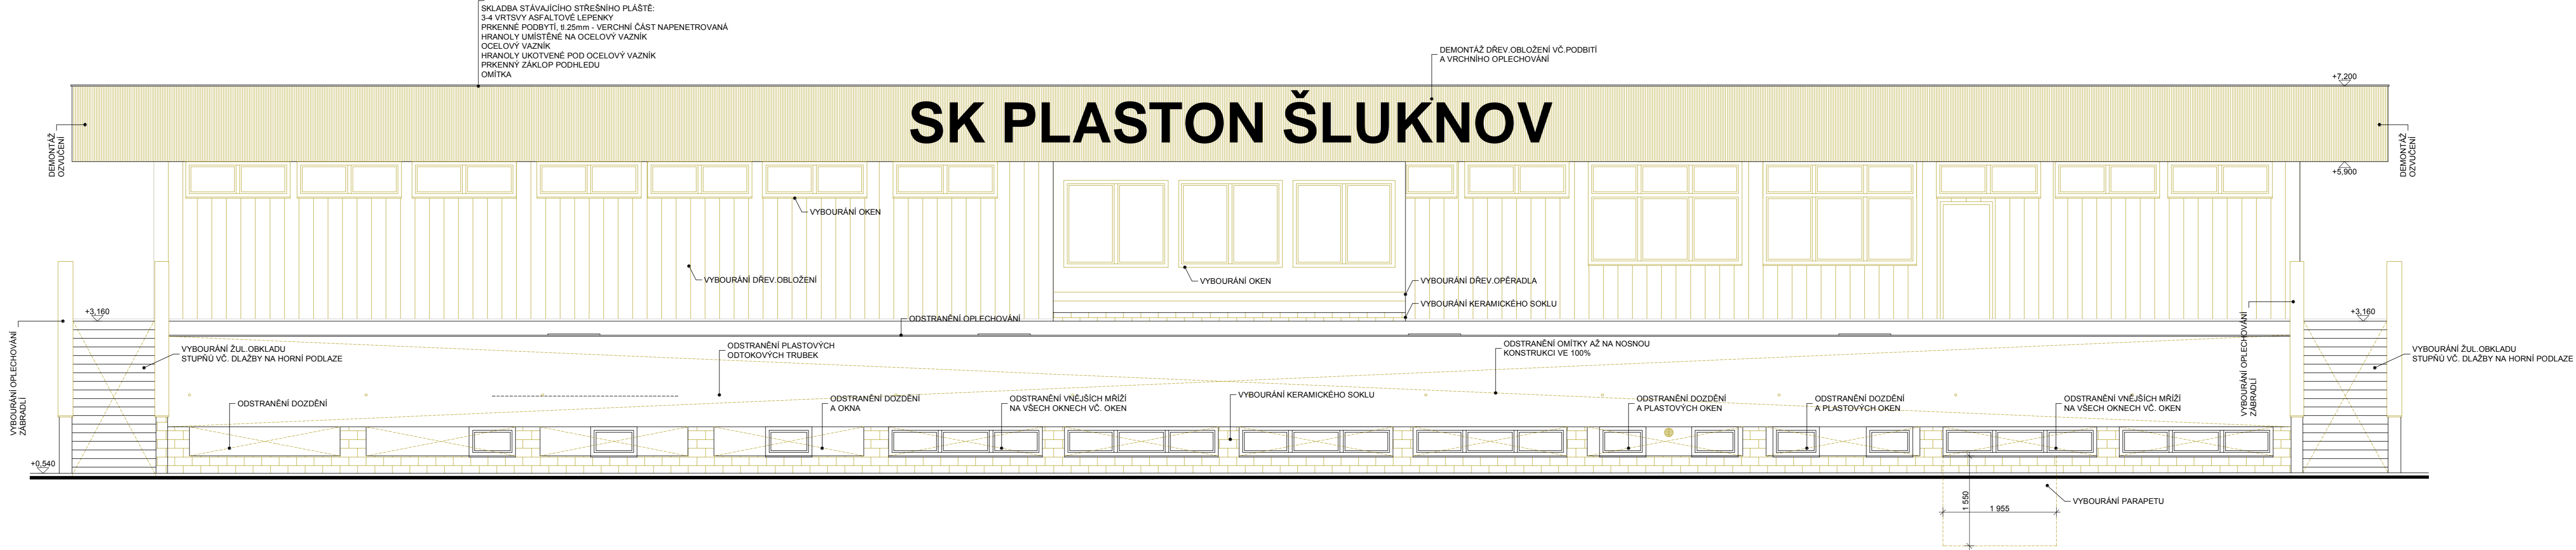 SKLADBA STÁVAJÍCÍHO STŘEŠNÍHO PLÁŠTĚ:
3-4 VRTSVY ASFALTOVÉ LEPENKY
PRKENNÉ PODBYTÍ, tl.25mm - VERCHNÍ ČÁST NAPENETROVANÁ
HRANOLY UMÍSTĚNÉ NA OCELOVÝ VAZNÍK
OCELOVÝ VAZNÍK
HRANOLY UKOTVENÉ POD OCELOVÝ VAZNÍK
PRKENNÝ ZÁKLOP PODHLEDU
OMÍTKA
DEMONTÁŽ DŘEV.OBLOŽENÍ VČ.PODBITÍ
A VRCHNÍHO OPLECHOVÁNÍ
+7,200
SK PLASTON ŠLUKNOV
DEMONTÁŽ
OZVUČENÍ
DEMONTÁŽ
OZVUČENÍ
+5,900
VYBOURÁNÍ OKEN
VYBOURÁNÍ DŘEV.OBLOŽENÍ
VYBOURÁNÍ OKEN
VYBOURÁNÍ DŘEV.OPĚRADLA
VYBOURÁNÍ KERAMICKÉHO SOKLU
+3,160
ODSTRANĚNÍ OPLECHOVÁNÍ
+3,160
VYBOURÁNÍ OPLECHOVÁNÍ
ZÁBRADLÍ
VYBOURÁNÍ ŽUL.OBKLADU
STUPŇŮ VČ. DLAŽBY NA HORNÍ PODLAZE
ODSTRANĚNÍ PLASTOVÝCH
ODTOKOVÝCH TRUBEK
ODSTRANĚNÍ OMÍTKY AŽ NA NOSNOU
KONSTRUKCI VE 100%
VYBOURÁNÍ OPLECHOVÁNÍ
ZÁBRADLÍ
VYBOURÁNÍ ŽUL.OBKLADU
STUPŇŮ VČ. DLAŽBY NA HORNÍ PODLAZE
ODSTRANĚNÍ DOZDĚNÍ
ODSTRANĚNÍ DOZDĚNÍ
A OKNA
ODSTRANĚNÍ VNĚJŠÍCH MŘÍŽÍ
NA VŠECH OKNECH VČ. OKEN
VYBOURÁNÍ KERAMICKÉHO SOKLU
ODSTRANĚNÍ DOZDĚNÍ
A PLASTOVÝCH OKEN
ODSTRANĚNÍ DOZDĚNÍ
A PLASTOVÝCH OKEN
ODSTRANĚNÍ VNĚJŠÍCH MŘÍŽÍ
NA VŠECH OKNECH VČ. OKEN
+0,540
1 550
1 955
VYBOURÁNÍ PARAPETU